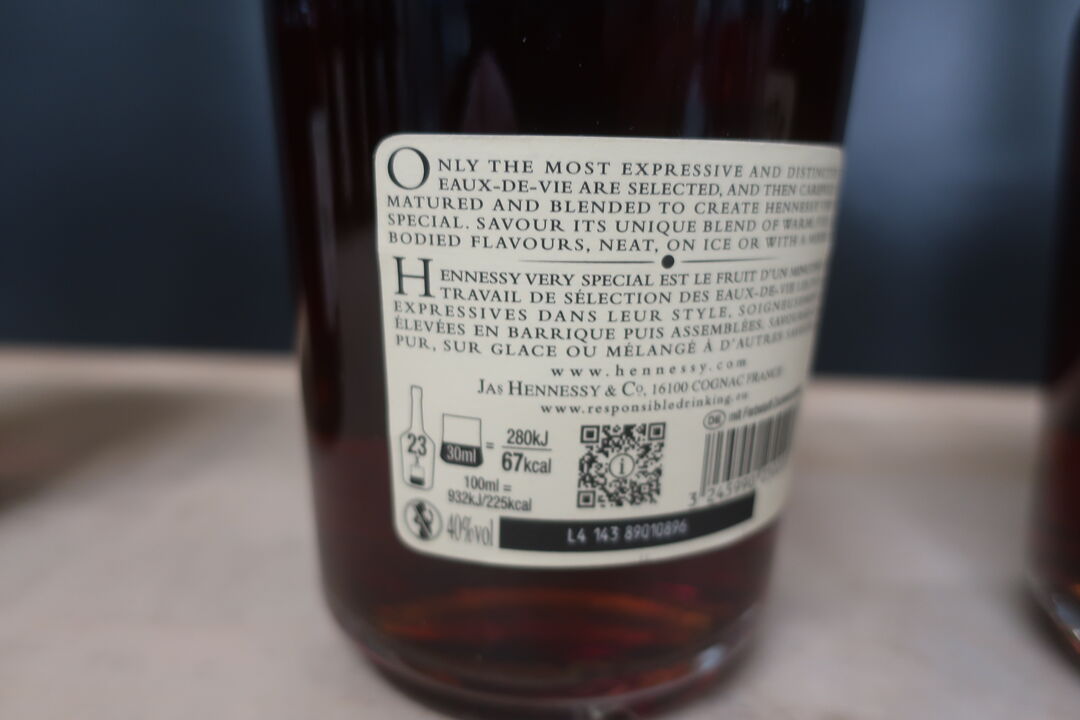 ONLY THE MOST EXPRESSIVE AND
EAUX-DE-VIE ARE SELECTED, AND THEN
MATURED AND BLENDED TO CREATE HENNESSY
SPECIAL. SAVOUR ITS UNIQUE BLEND OF WARM,
BODIED FLAVOURS, NEAT, ON ICE OR WITH A
HENNESSY VERY SPECIAL EST LE FRUIT D'UN
TRAVAIL DE SÉLECTION DES EAUX-DE-VIE
EXPRESSIVES DANS LEUR STYLE, SOIGNEUSEMENT
ÉLEVÉES EN BARRIQUE PUIS ASSEMBLÉES.
PUR, SUR GLACE OU MÉLANGÉ À D'AUTRES
www.hennessy.com
JAS HENNESSY & CO, 16100 COGNAC FRANCE
www.responsibledrinking.eu
DE mit Farbstoff
23
30ml = 280kJ
67kcal
100ml =
932kJ/225kcal
40%vol
L4 143 89010896